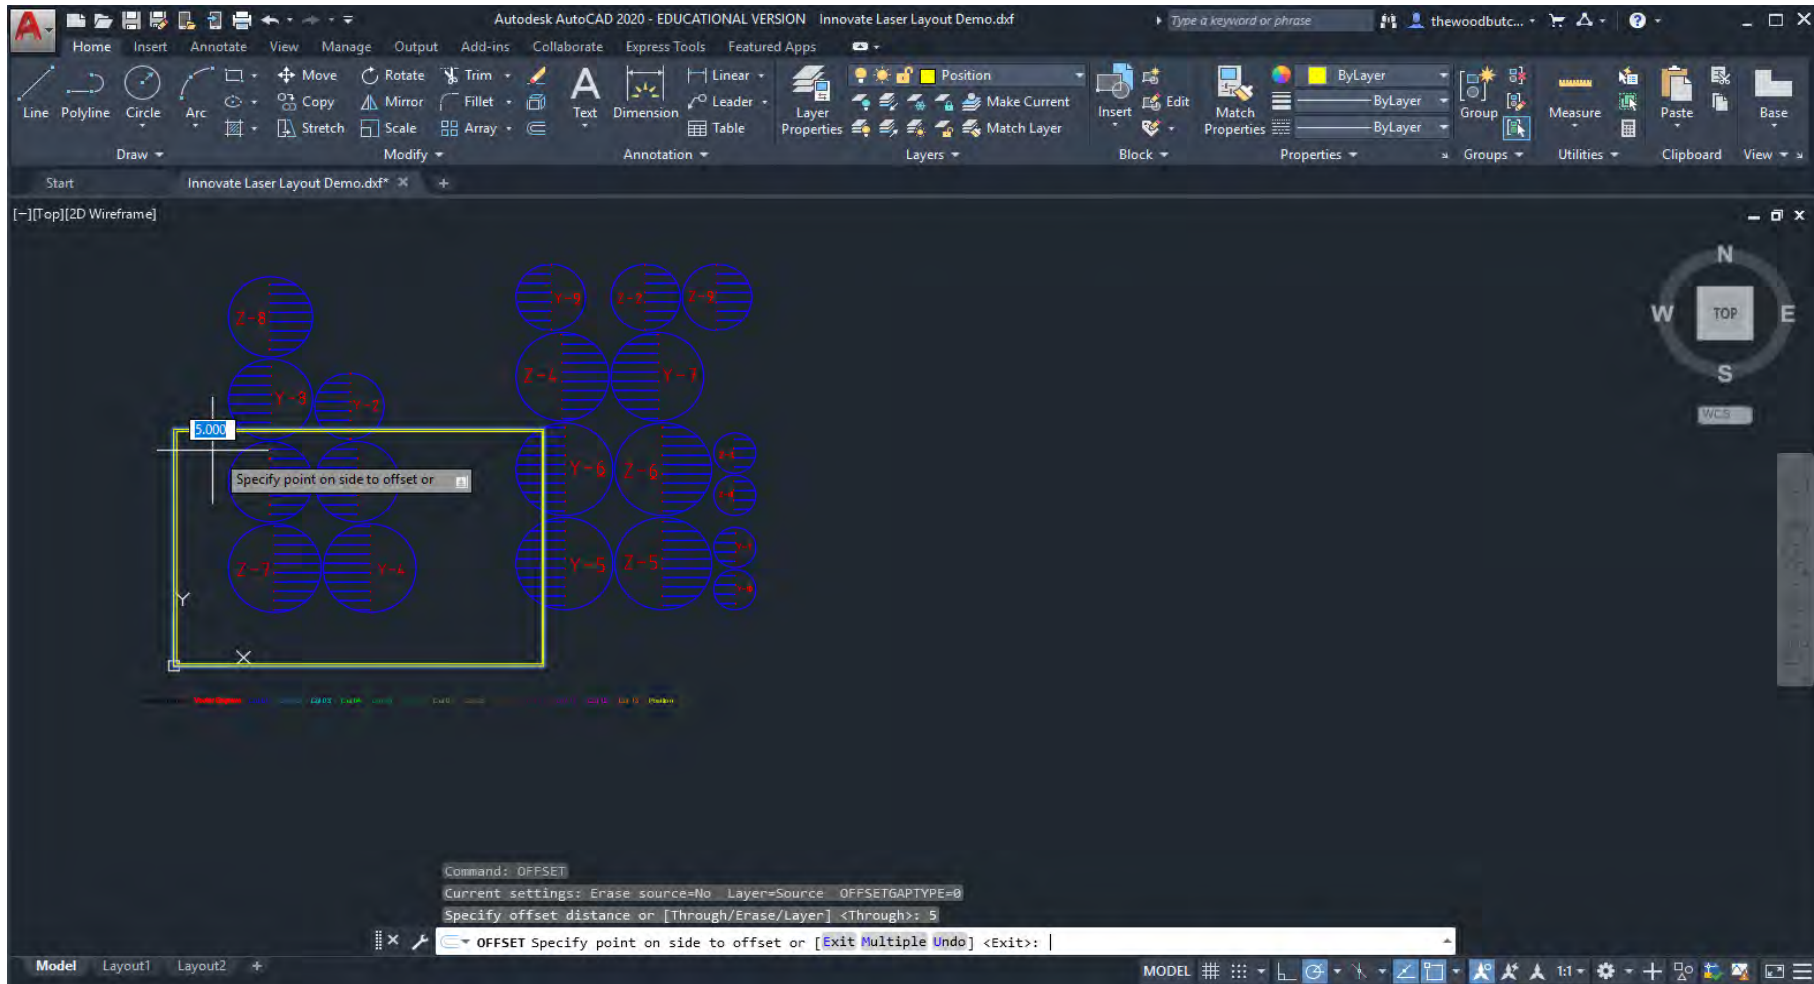 Autodesk AutoCAD 2020 - EDUCATIONAL VERSION Innovate Laser Layout Demo.dxf
Type a keyword or phrase
thewoodbutc...
Home Insert Annotate View Manage Output Add-ins Collaborate Express Tools Featured Apps
Line Polyline Circle Arc
Move Rotate Trim
Copy Mirror Fillet
Stretch Scale Array
Text Dimension
Linear
Leader
Table
Layer Properties
Position
Make Current
Match Layer
Insert
Edit
Match Properties
ByLayer
ByLayer
ByLayer
Group
Measure
Paste
Base
Draw Modify Annotation Layers Block Properties Groups Utilities Clipboard View
Start Innovate Laser Layout Demo.dxf*
[−][Top][2D Wireframe]
N
W TOP E
S
WCS
Z-8
Y-9
Z-9
Y-8
Z-4 Y-7
5.000
Specify point on side to offset or
Y-6 Z-6
Z-7 Y-4
Y-5 Z-5
Y
X
Position
Command: OFFSET
Current settings: Erase source=No Layer=Source OFFSETGAPTYPE=0
Specify offset distance or [Through/Erase/Layer] <Through>: 5
OFFSET Specify point on side to offset or [Exit Multiple Undo] <Exit>:
Model Layout1 Layout2
MODEL
1:1